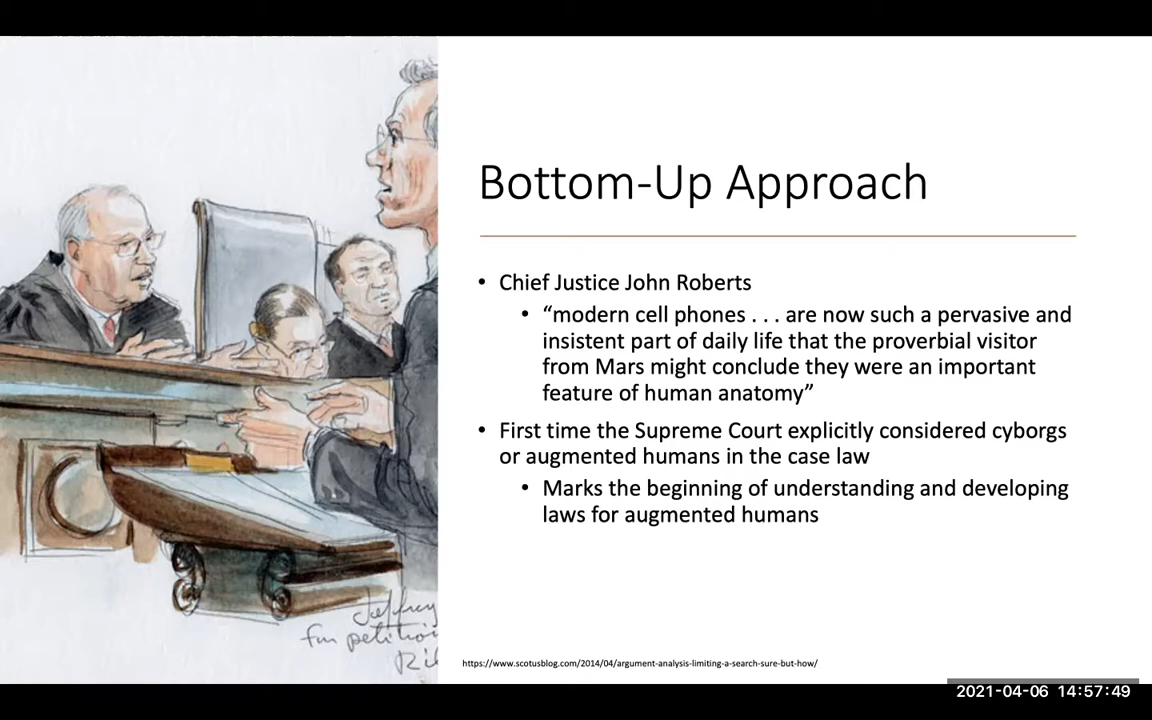 Bottom-Up Approach
• Chief Justice John Roberts
• “modern cell phones . . . are now such a pervasive and
insistent part of daily life that the proverbial visitor
from Mars might conclude they were an important
feature of human anatomy”
• First time the Supreme Court explicitly considered cyborgs
or augmented humans in the case law
• Marks the beginning of understanding and developing
laws for augmented humans
Jeffrey
for petition
https://www.scotusblog.com/2014/04/argument-analysis-limiting-a-search-sure-but-how/
2021-04-06 14:57:49